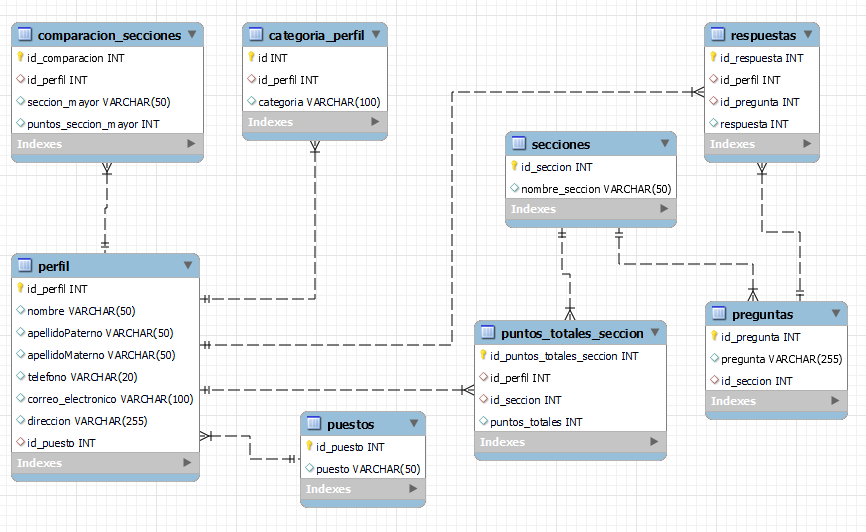 comparacion_secciones
id_comparacion INT
id_perfil INT
seccion_mayor VARCHAR(50)
puntos_seccion_mayor INT
Indexes
categoria_perfil
id INT
id_perfil INT
categoria VARCHAR(100)
Indexes
respuestas
id_respuesta INT
id_perfil INT
id_pregunta INT
respuesta INT
Indexes
secciones
id_seccion INT
nombre_seccion VARCHAR(50)
Indexes
perfil
id_perfil INT
nombre VARCHAR(50)
apellidoPaterno VARCHAR(50)
apellidoMaterno VARCHAR(50)
telefono VARCHAR(20)
correo_electronico VARCHAR(100)
direccion VARCHAR(255)
id_puesto INT
Indexes
puntos_totales_seccion
id_puntos_totales_seccion INT
id_perfil INT
id_seccion INT
puntos_totales INT
Indexes
preguntas
id_pregunta INT
pregunta VARCHAR(255)
id_seccion INT
Indexes
puestos
id_puesto INT
puesto VARCHAR(50)
Indexes